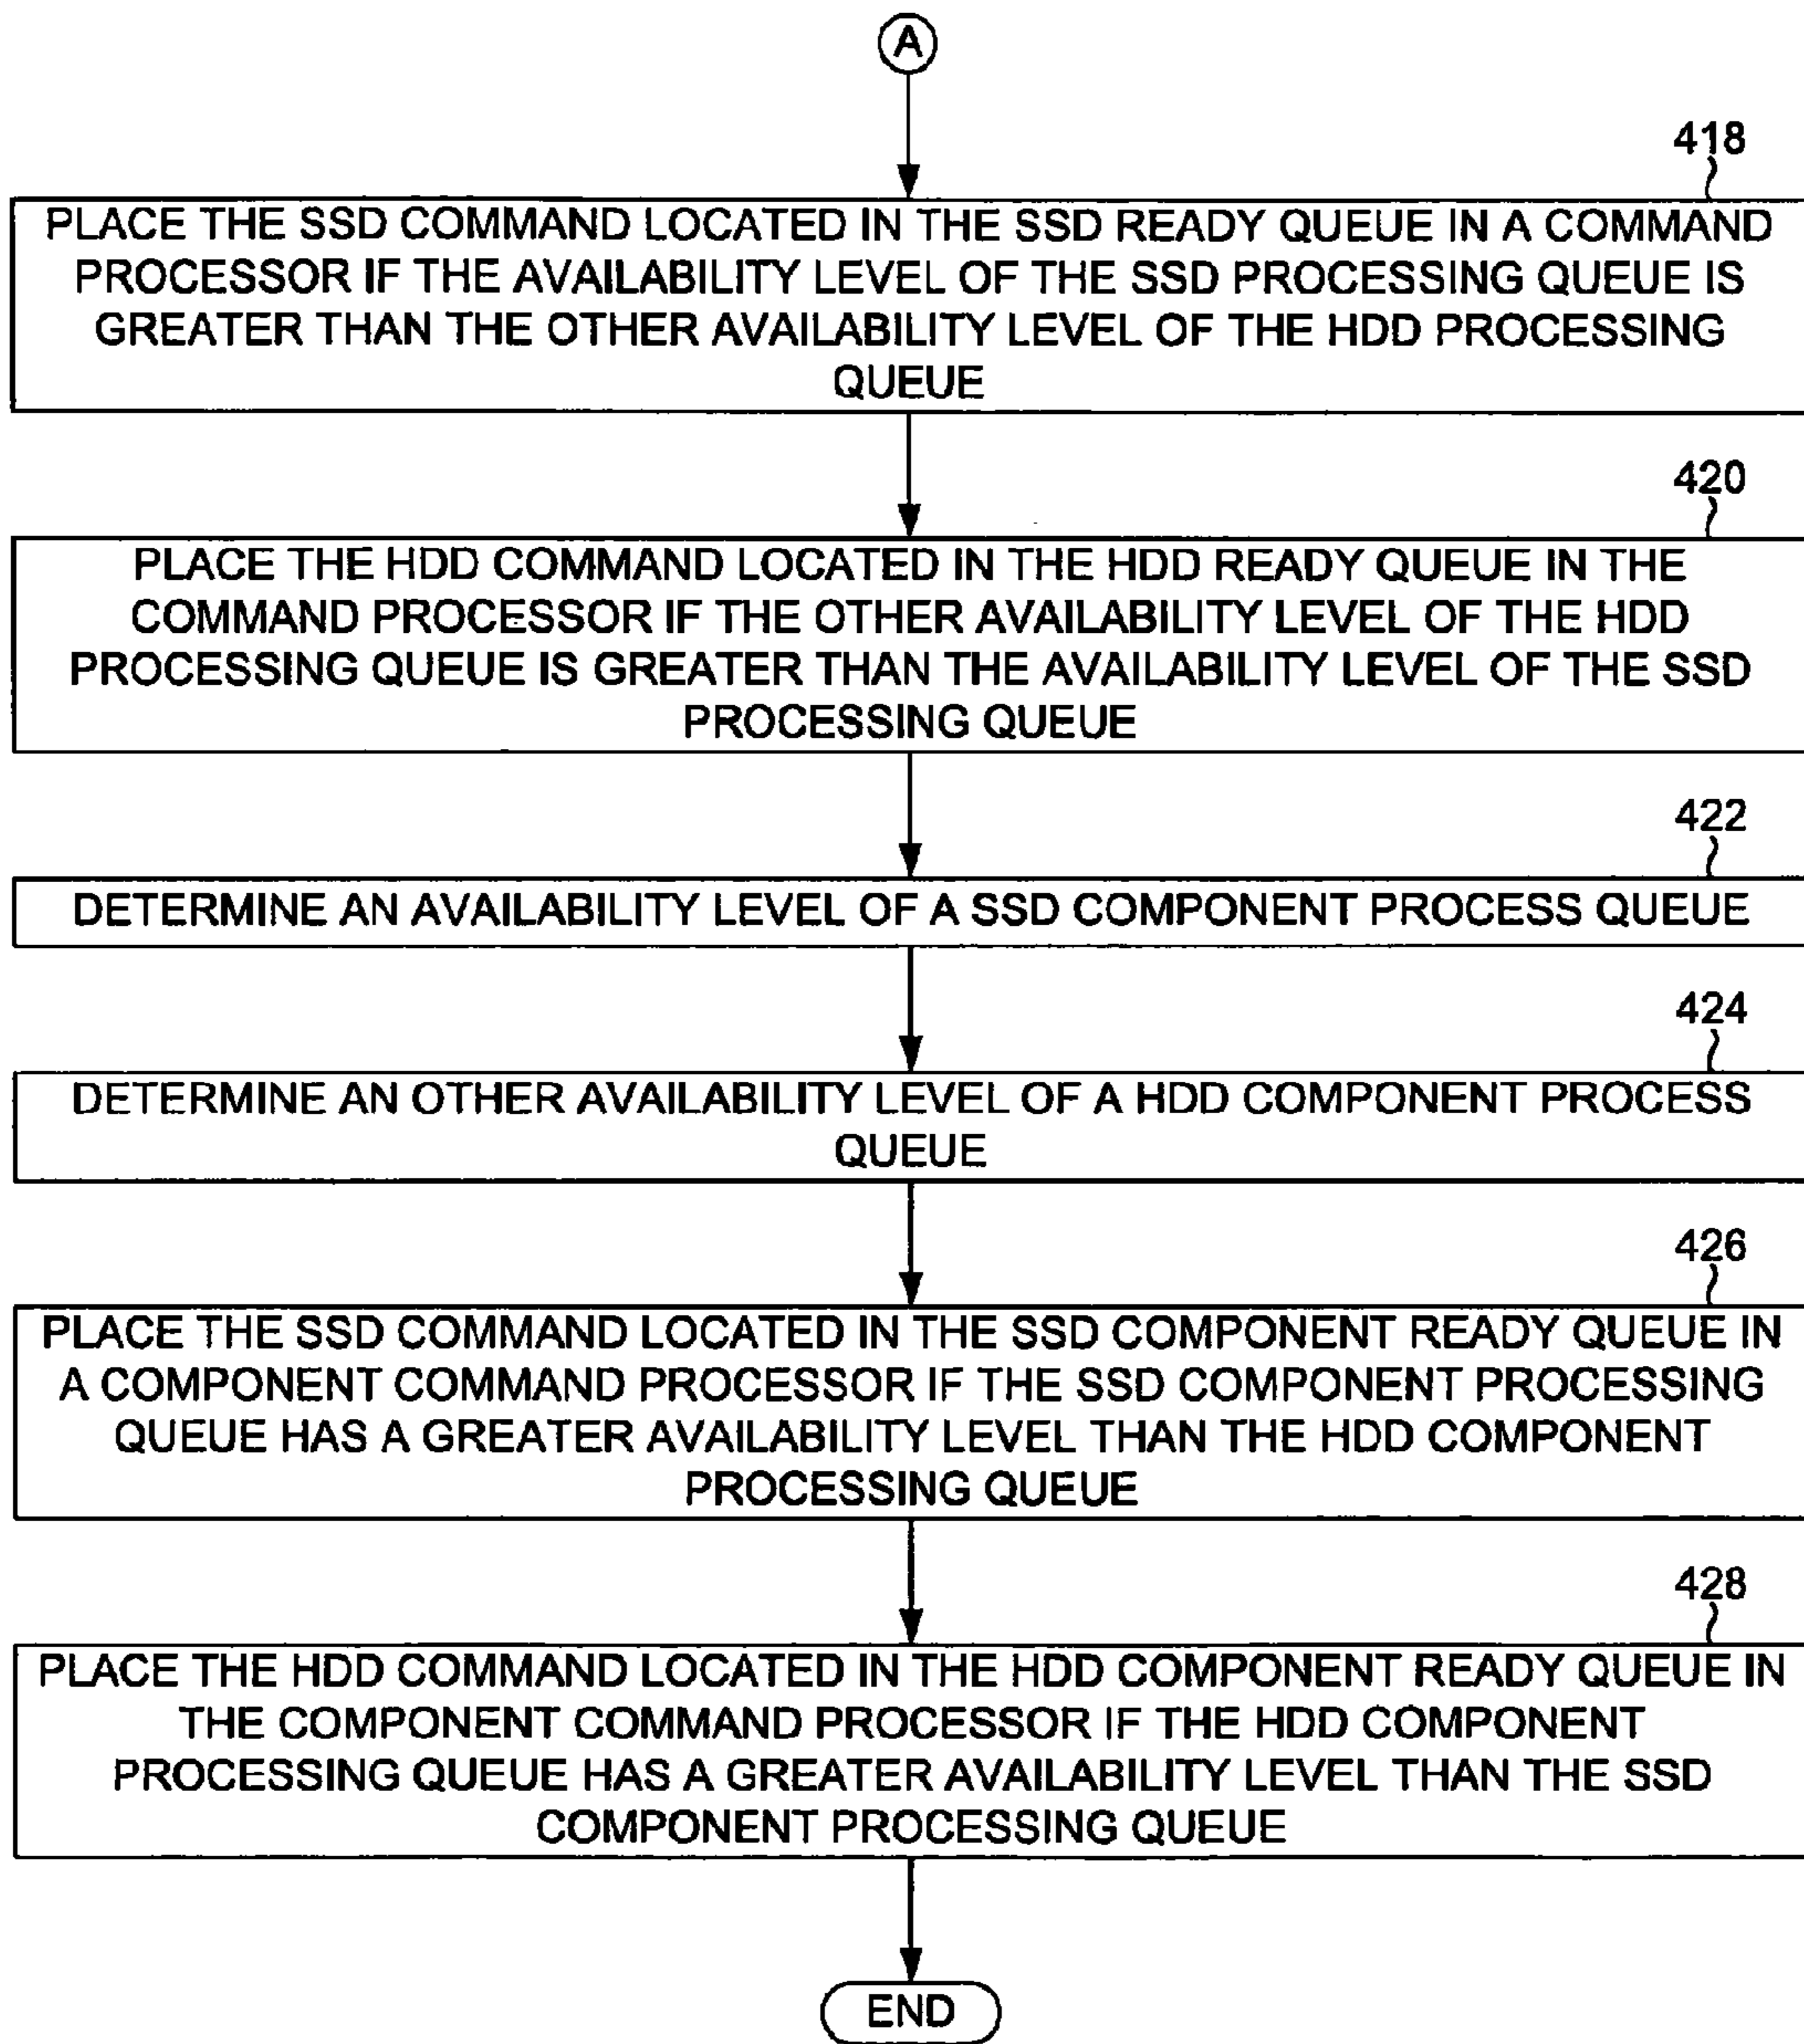 A
418
PLACE THE SSD COMMAND LOCATED IN THE SSD READY QUEUE IN A COMMAND
PROCESSOR IF THE AVAILABILITY LEVEL OF THE SSD PROCESSING QUEUE IS
GREATER THAN THE OTHER AVAILABILITY LEVEL OF THE HDD PROCESSING
QUEUE
420
PLACE THE HDD COMMAND LOCATED IN THE HDD READY QUEUE IN THE
COMMAND PROCESSOR IF THE OTHER AVAILABILITY LEVEL OF THE HDD
PROCESSING QUEUE IS GREATER THAN THE AVAILABILITY LEVEL OF THE SSD
PROCESSING QUEUE
422
DETERMINE AN AVAILABILITY LEVEL OF A SSD COMPONENT PROCESS QUEUE
424
DETERMINE AN OTHER AVAILABILITY LEVEL OF A HDD COMPONENT PROCESS
QUEUE
426
PLACE THE SSD COMMAND LOCATED IN THE SSD COMPONENT READY QUEUE IN
A COMPONENT COMMAND PROCESSOR IF THE SSD COMPONENT PROCESSING
QUEUE HAS A GREATER AVAILABILITY LEVEL THAN THE HDD COMPONENT
PROCESSING QUEUE
428
PLACE THE HDD COMMAND LOCATED IN THE HDD COMPONENT READY QUEUE IN
THE COMPONENT COMMAND PROCESSOR IF THE HDD COMPONENT
PROCESSING QUEUE HAS A GREATER AVAILABILITY LEVEL THAN THE SSD
COMPONENT PROCESSING QUEUE
END